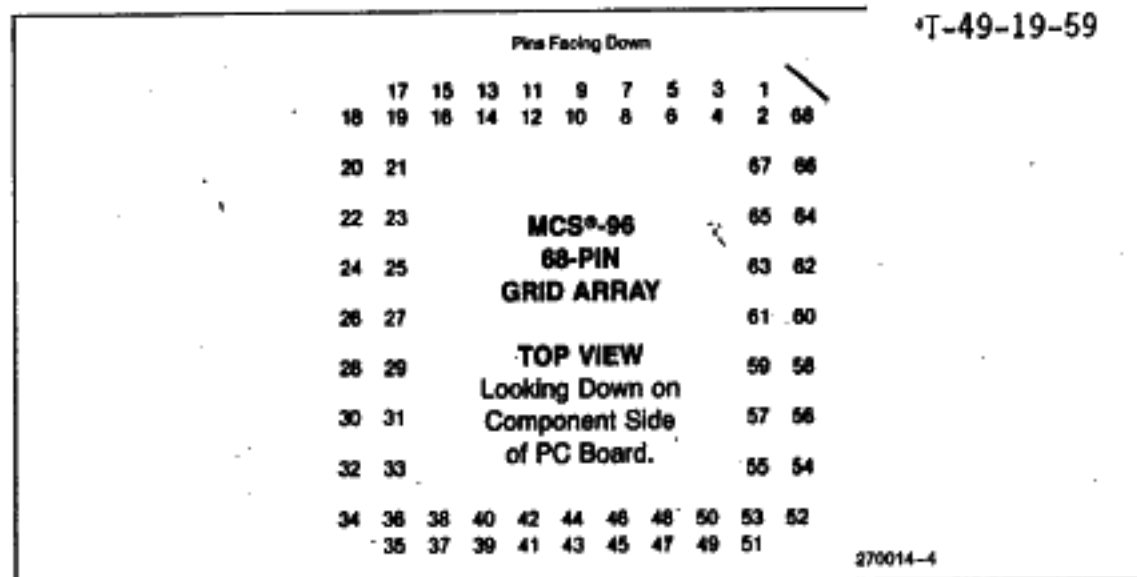 T-49-19-59
Pins Facing Down
17 15 13 11 9 7 5 3 1
18 19 16 14 12 10 8 6 4 2 68
20 21 67 66
22 23 MCS®-96 65 64
68-PIN
24 25 63 62
GRID ARRAY
26 27 61 60
28 29 TOP VIEW 59 58
Looking Down on
30 31 Component Side 57 56
of PC Board.
32 33 55 54
34 36 38 40 42 44 46 48 50 53 52
35 37 39 41 43 45 47 49 51
270014-4